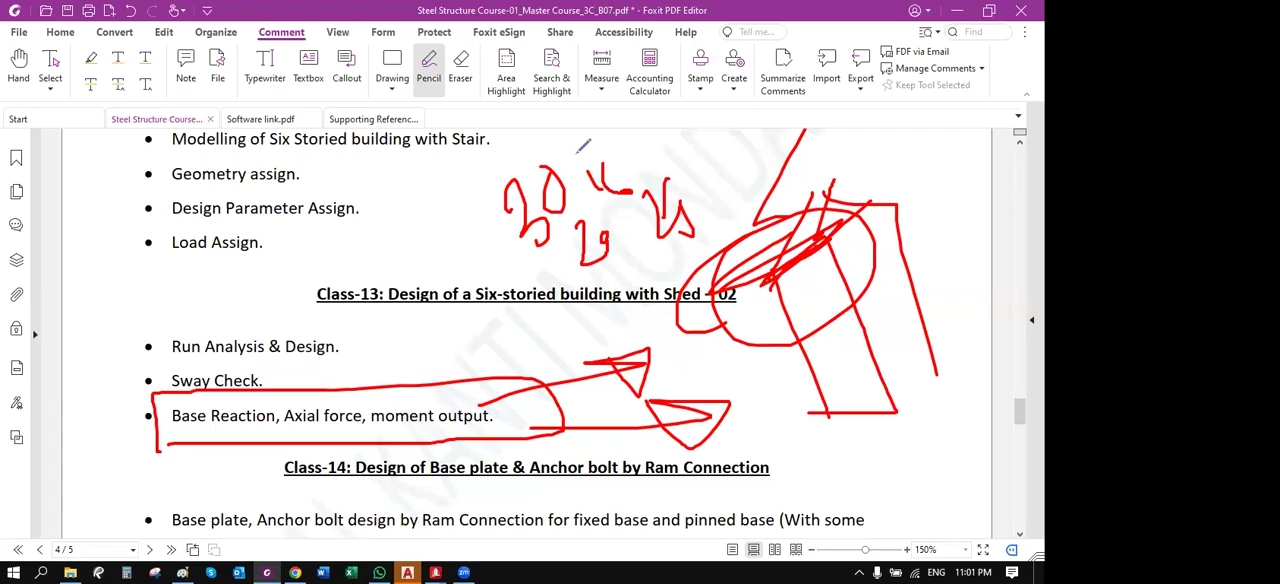 Steel Structure Course-01_Master Course_3C_B07.pdf * - Foxit PDF Editor
File Home Convert Edit Organize Comment View Form Protect Foxit eSign Share Accessibility Help Tell me... Find
Hand Select Note File Typewriter Textbox Callout Drawing Pencil Eraser Area Highlight Search & Highlight Measure Accounting Calculator Stamp Create Summarize Comments Import Export FDF via Email Manage Comments Keep Tool Selected
Start Steel Structure Course... Software link.pdf Supporting Referenc...
• Modelling of Six Storied building with Stair.
• Geometry assign.
• Design Parameter Assign.
• Load Assign.
Class-13: Design of a Six-storied building with Shed – 02
• Run Analysis & Design.
• Sway Check.
• Base Reaction, Axial force, moment output.
Class-14: Design of Base plate & Anchor bolt by Ram Connection
• Base plate, Anchor bolt design by Ram Connection for fixed base and pinned base (With some
4 / 5 150%
ENG 11:01 PM